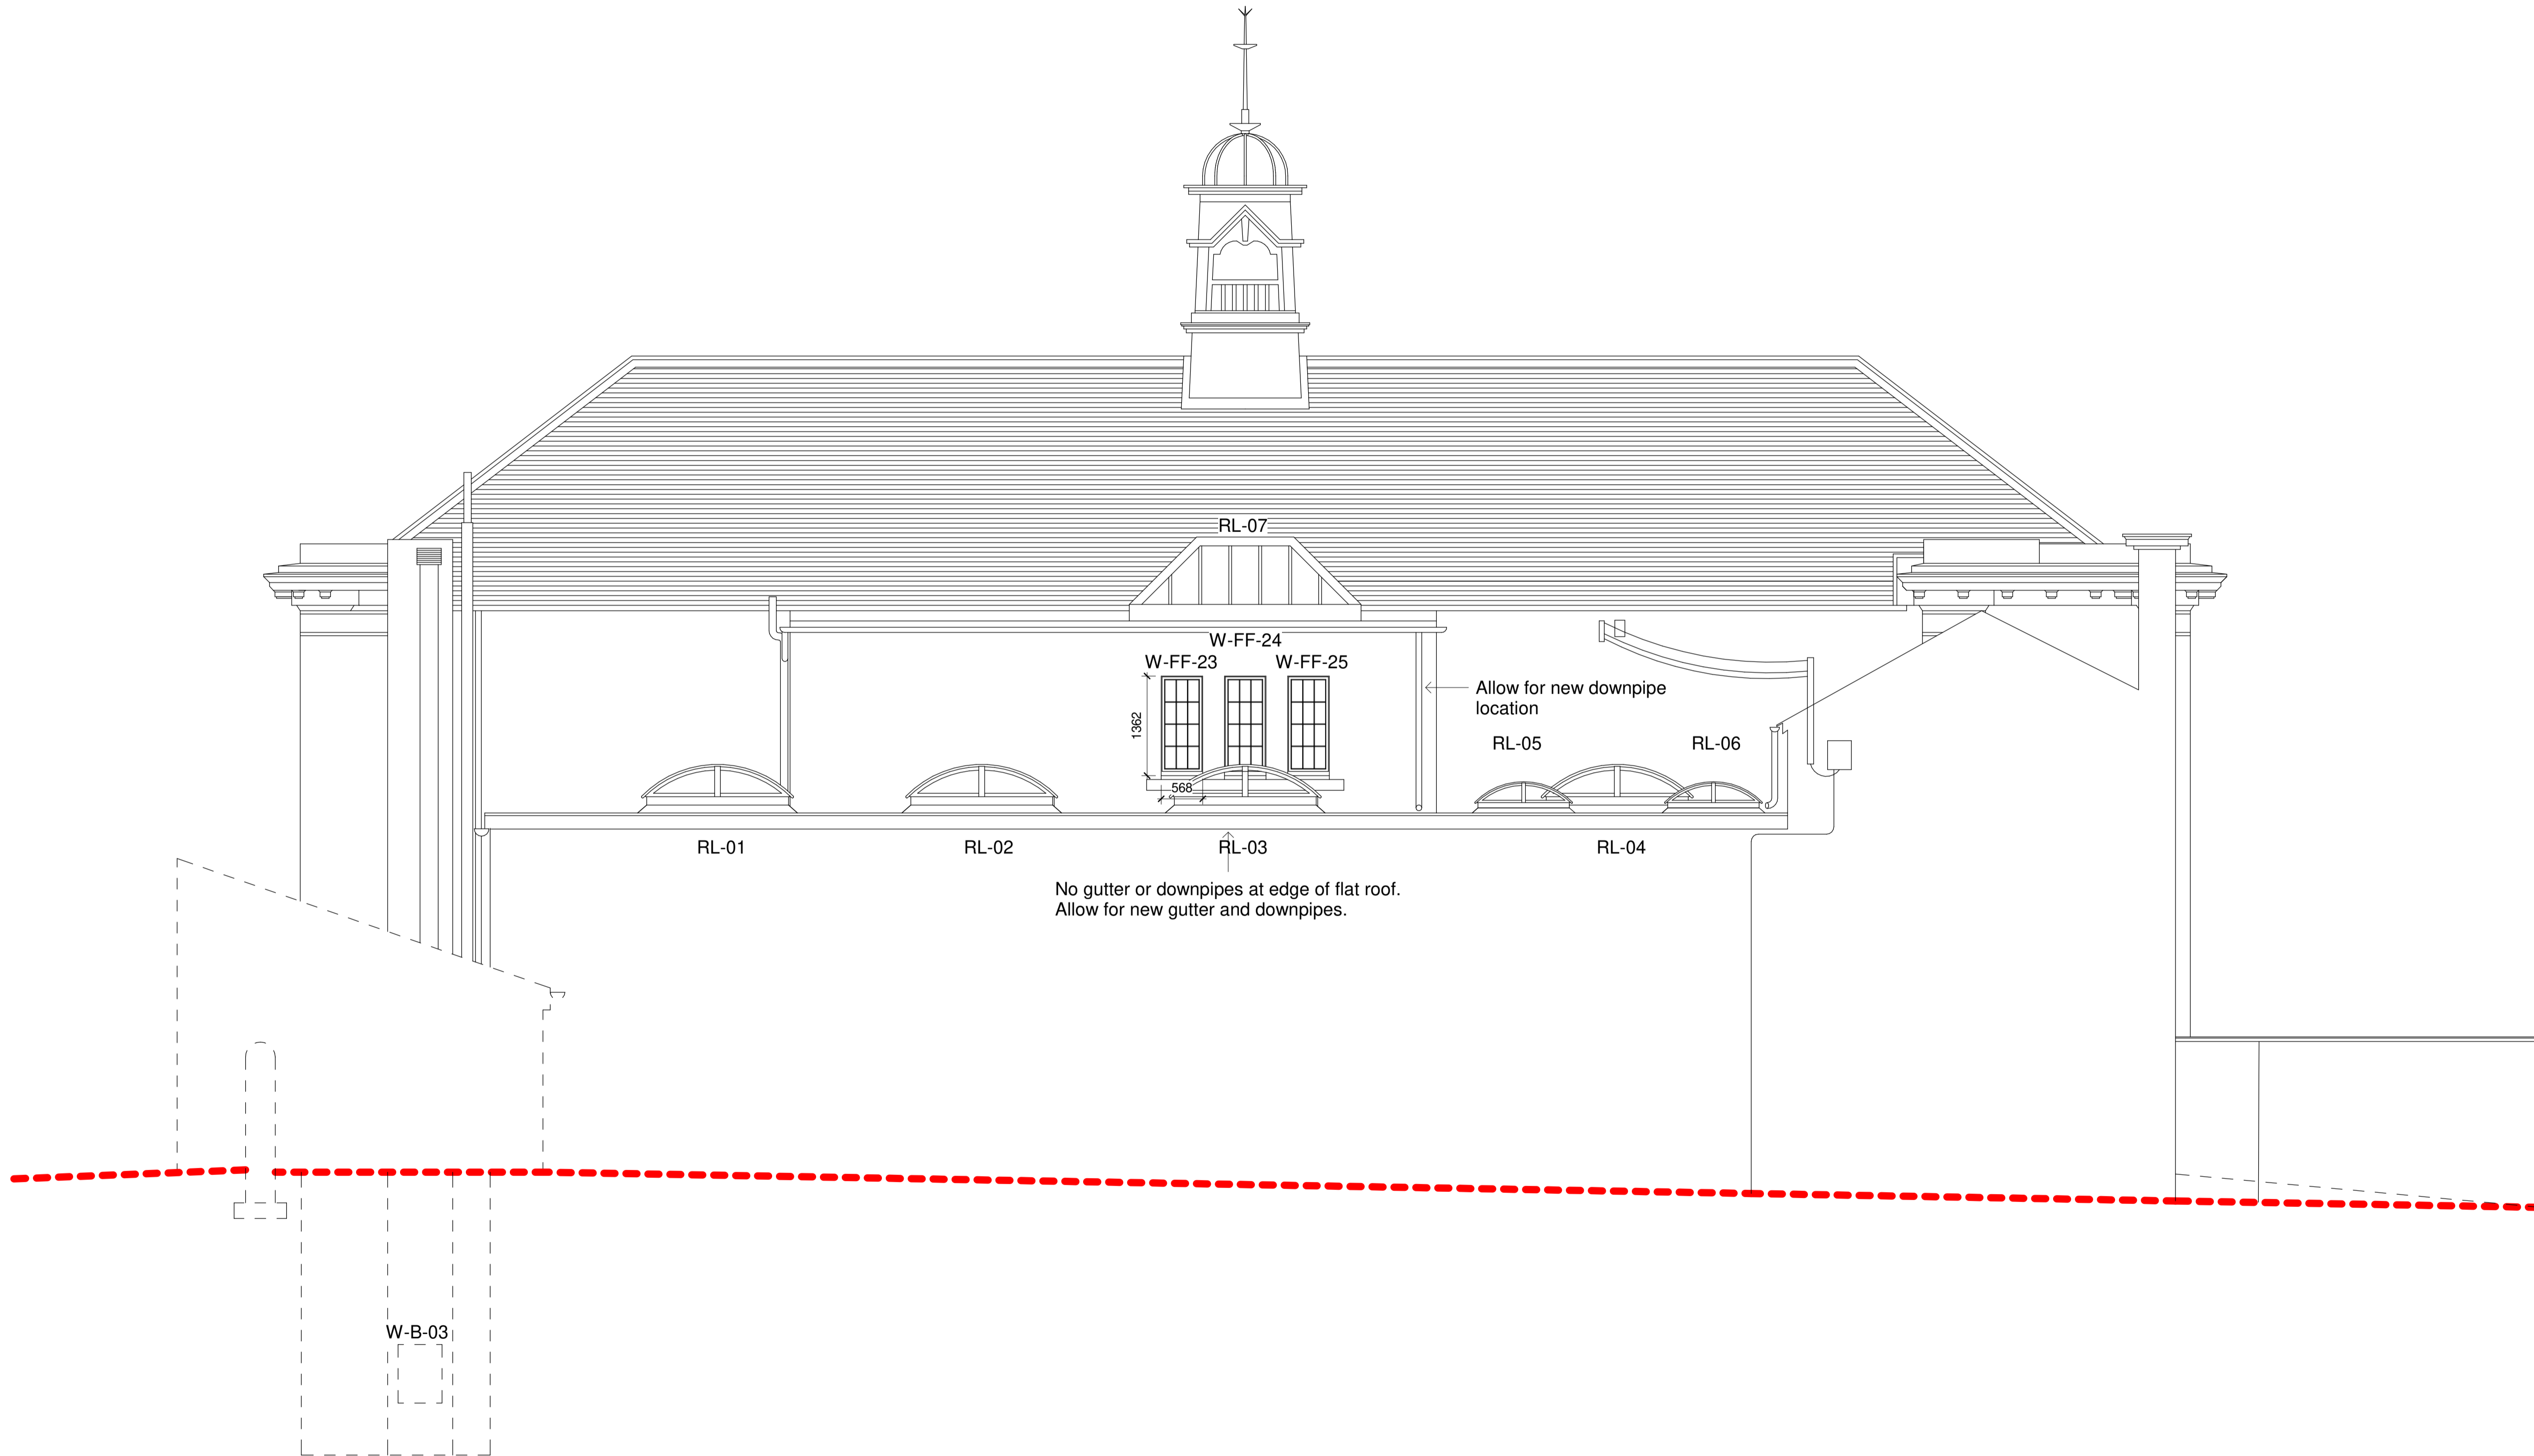 RL-07
W-FF-24
W-FF-23
W-FF-25
Allow for new downpipe
location
1362
RL-05
RL-06
568
RL-01
RL-02
RL-03
RL-04
No gutter or downpipes at edge of flat roof.
Allow for new gutter and downpipes.
W-B-03